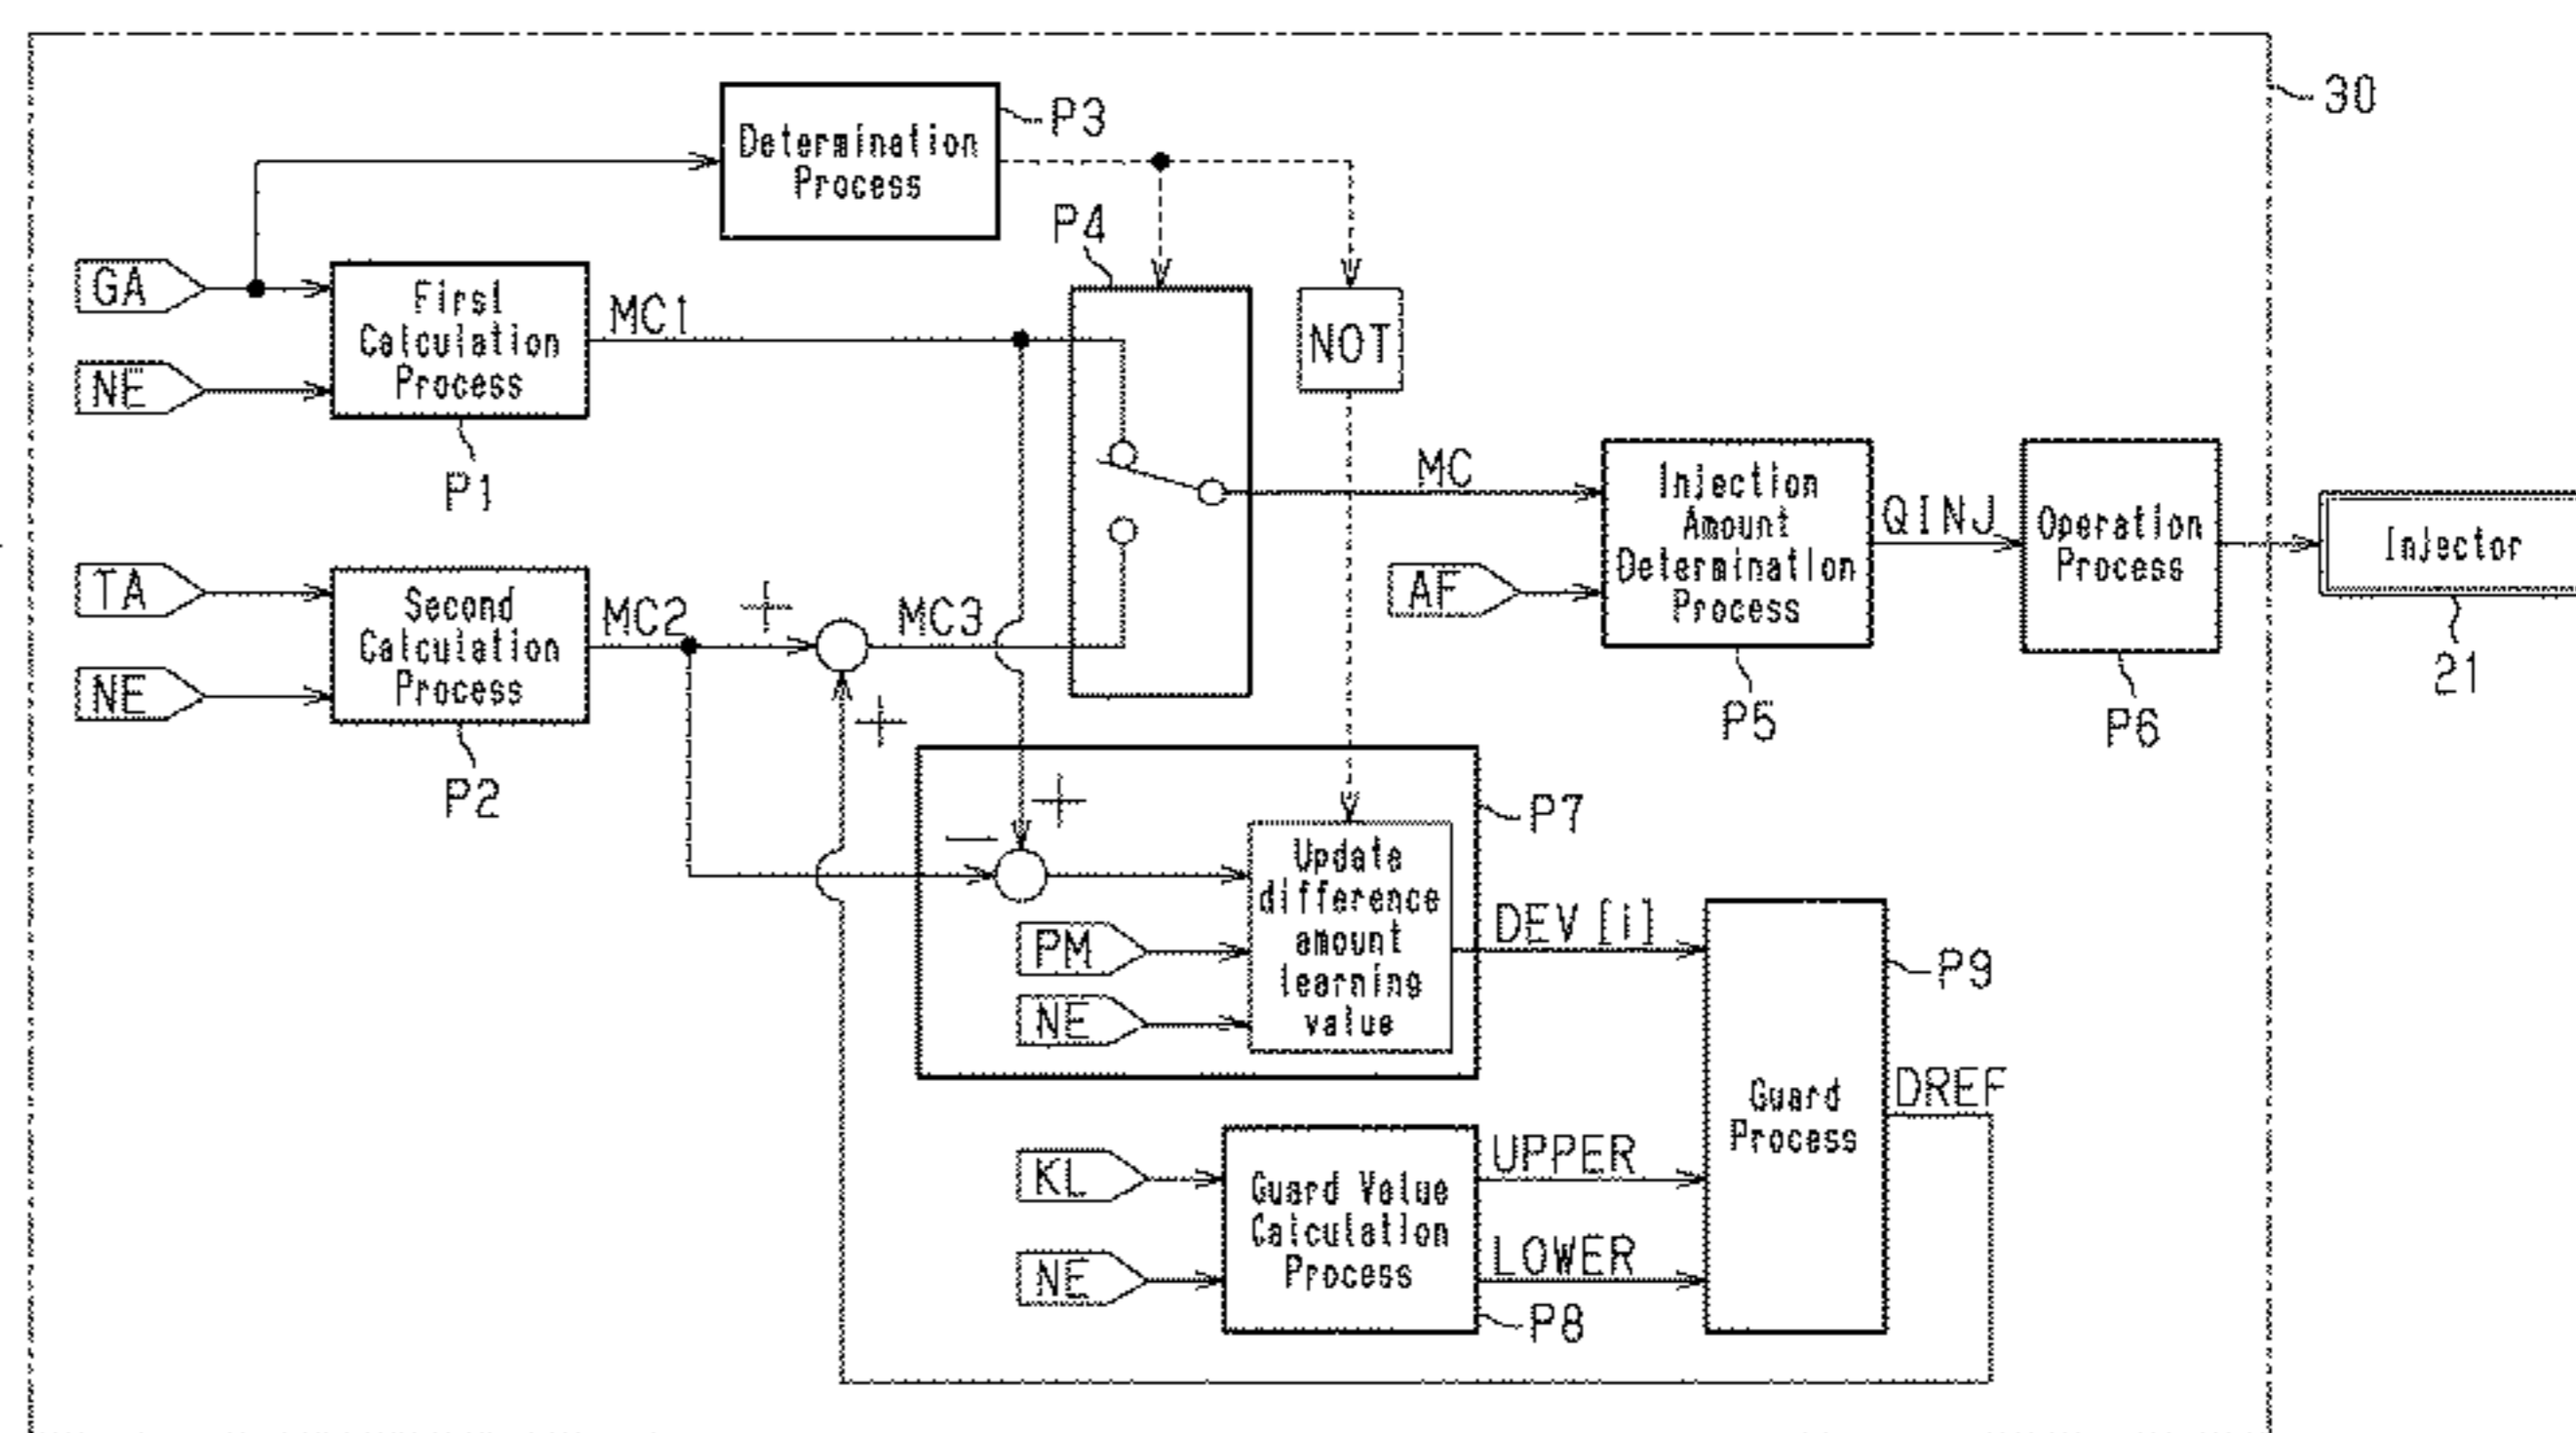 30
P3
Determination
Process
P4
GA
NE
First
Calculation
Process
MC1
P1
NOT
MC
Injection
Amount
Determination
Process
P5
AF
QINJ
Operation
Process
P6
Injector
21
TA
NE
Second
Calculation
Process
P2
MC2
+
MC3
+
+
−
P7
Update
difference
amount
learning
value
PM
NE
DEV [i]
P9
Guard
Process
DREF
KL
NE
Guard Value
Calculation
Process
P8
UPPER
LOWER